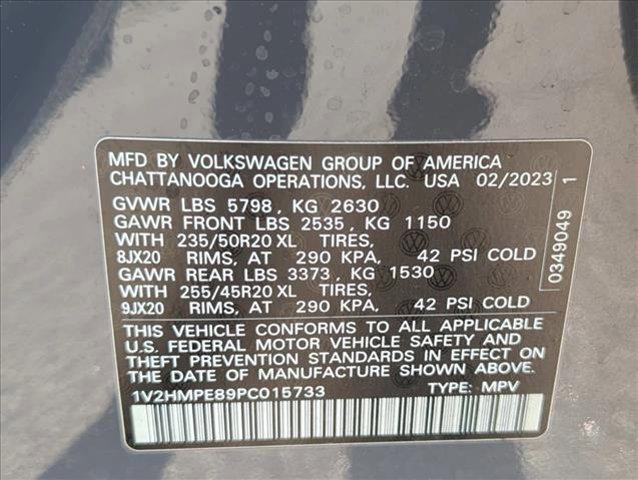 MFD BY VOLKSWAGEN GROUP OF AMERICA
CHATTANOOGA OPERATIONS, LLC. USA 02/2023
GVWR LBS 5798, KG 2630
GAWR FRONT LBS 2535, KG 1150
WITH 235/50R20 XL TIRES,
8JX20 RIMS, AT 290 KPA, 42 PSI COLD
GAWR REAR LBS 3373, KG 1530
WITH 255/45R20 XL TIRES,
9JX20 RIMS, AT 290 KPA, 42 PSI COLD
THIS VEHICLE CONFORMS TO ALL APPLICABLE
U.S. FEDERAL MOTOR VEHICLE SAFETY AND
THEFT PREVENTION STANDARDS IN EFFECT ON
THE DATE OF MANUFACTURE SHOWN ABOVE.
1V2HMPE89PC015733 TYPE: MPV
0349049 1